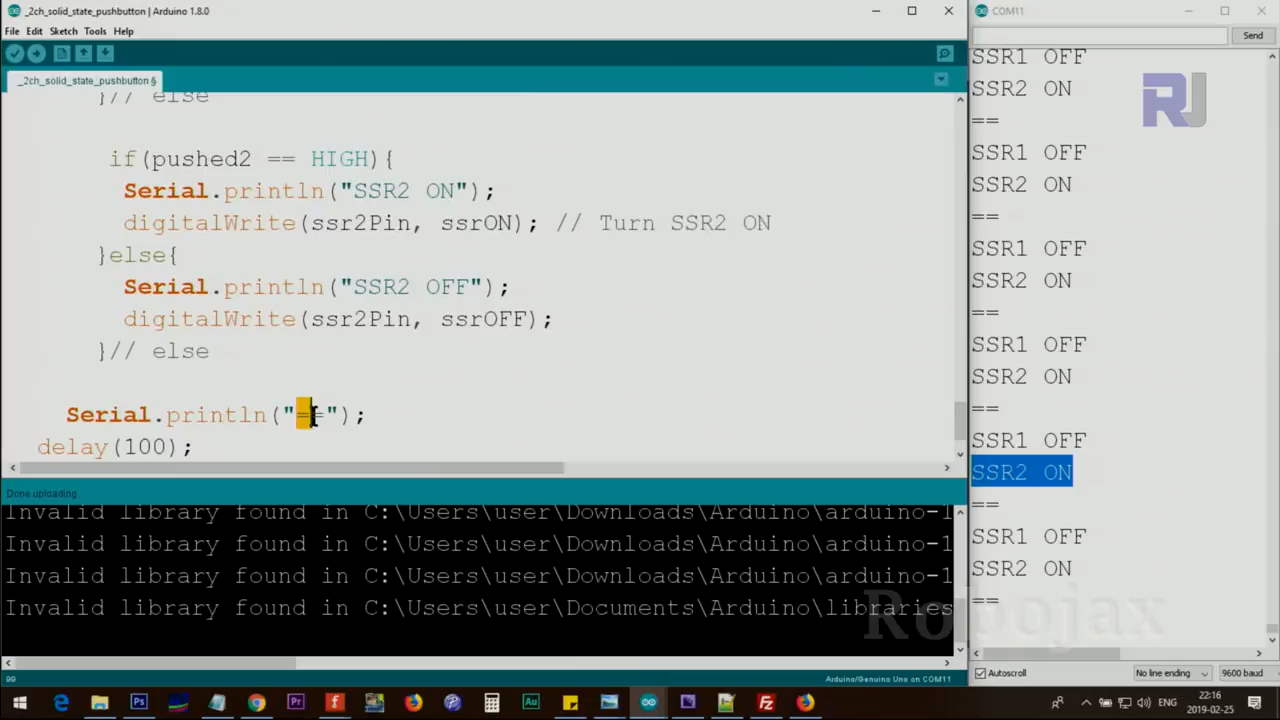 _2ch_solid_state_pushbutton | Arduino 1.8.0
File Edit Sketch Tools Help
_2ch_solid_state_pushbutton §
}// else
if(pushed2 == HIGH){
Serial.println("SSR2 ON");
digitalWrite(ssr2Pin, ssrON); // Turn SSR2 ON
}else{
Serial.println("SSR2 OFF");
digitalWrite(ssr2Pin, ssrOFF);
}// else
Serial.println("==");
delay(100);
Done uploading.
Invalid library found in C:\Users\user\Downloads\Arduino\arduino-1
Invalid library found in C:\Users\user\Downloads\Arduino\arduino-1
Invalid library found in C:\Users\user\Downloads\Arduino\arduino-1
Invalid library found in C:\Users\user\Documents\Arduino\libraries
99
Arduino/Genuino Uno on COM11
COM11
Send
SSR1 OFF
SSR2 ON
==
SSR1 OFF
SSR2 ON
==
SSR1 OFF
SSR2 ON
==
SSR1 OFF
SSR2 ON
==
SSR1 OFF
SSR2 ON
==
SSR1 OFF
SSR2 ON
==
RJ
Robojax
Autoscroll
No line ending
9600 baud
Ps
Pr
Au
Fz
ENG
22:16
2019-02-25